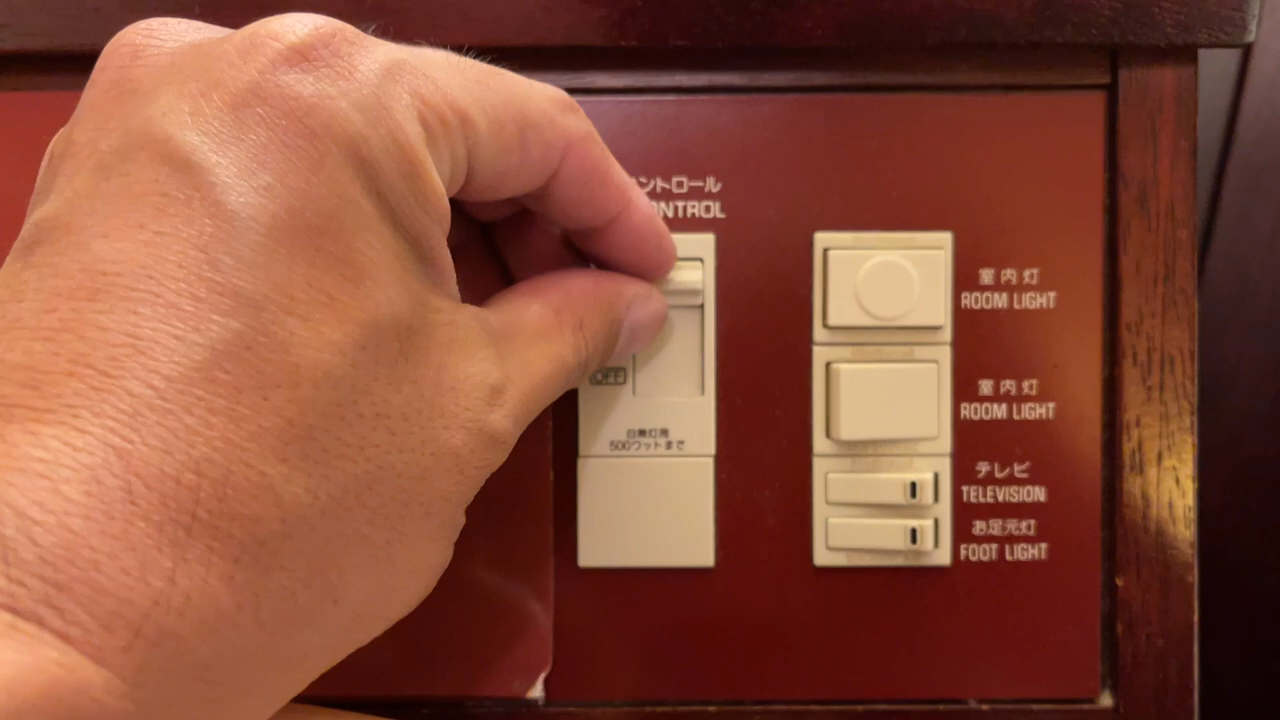 ントロール
ONTROL
OFF
白熱灯用
500ワットまで
室内灯
ROOM LIGHT
室内灯
ROOM LIGHT
テレビ
TELEVISION
お足元灯
FOOT LIGHT